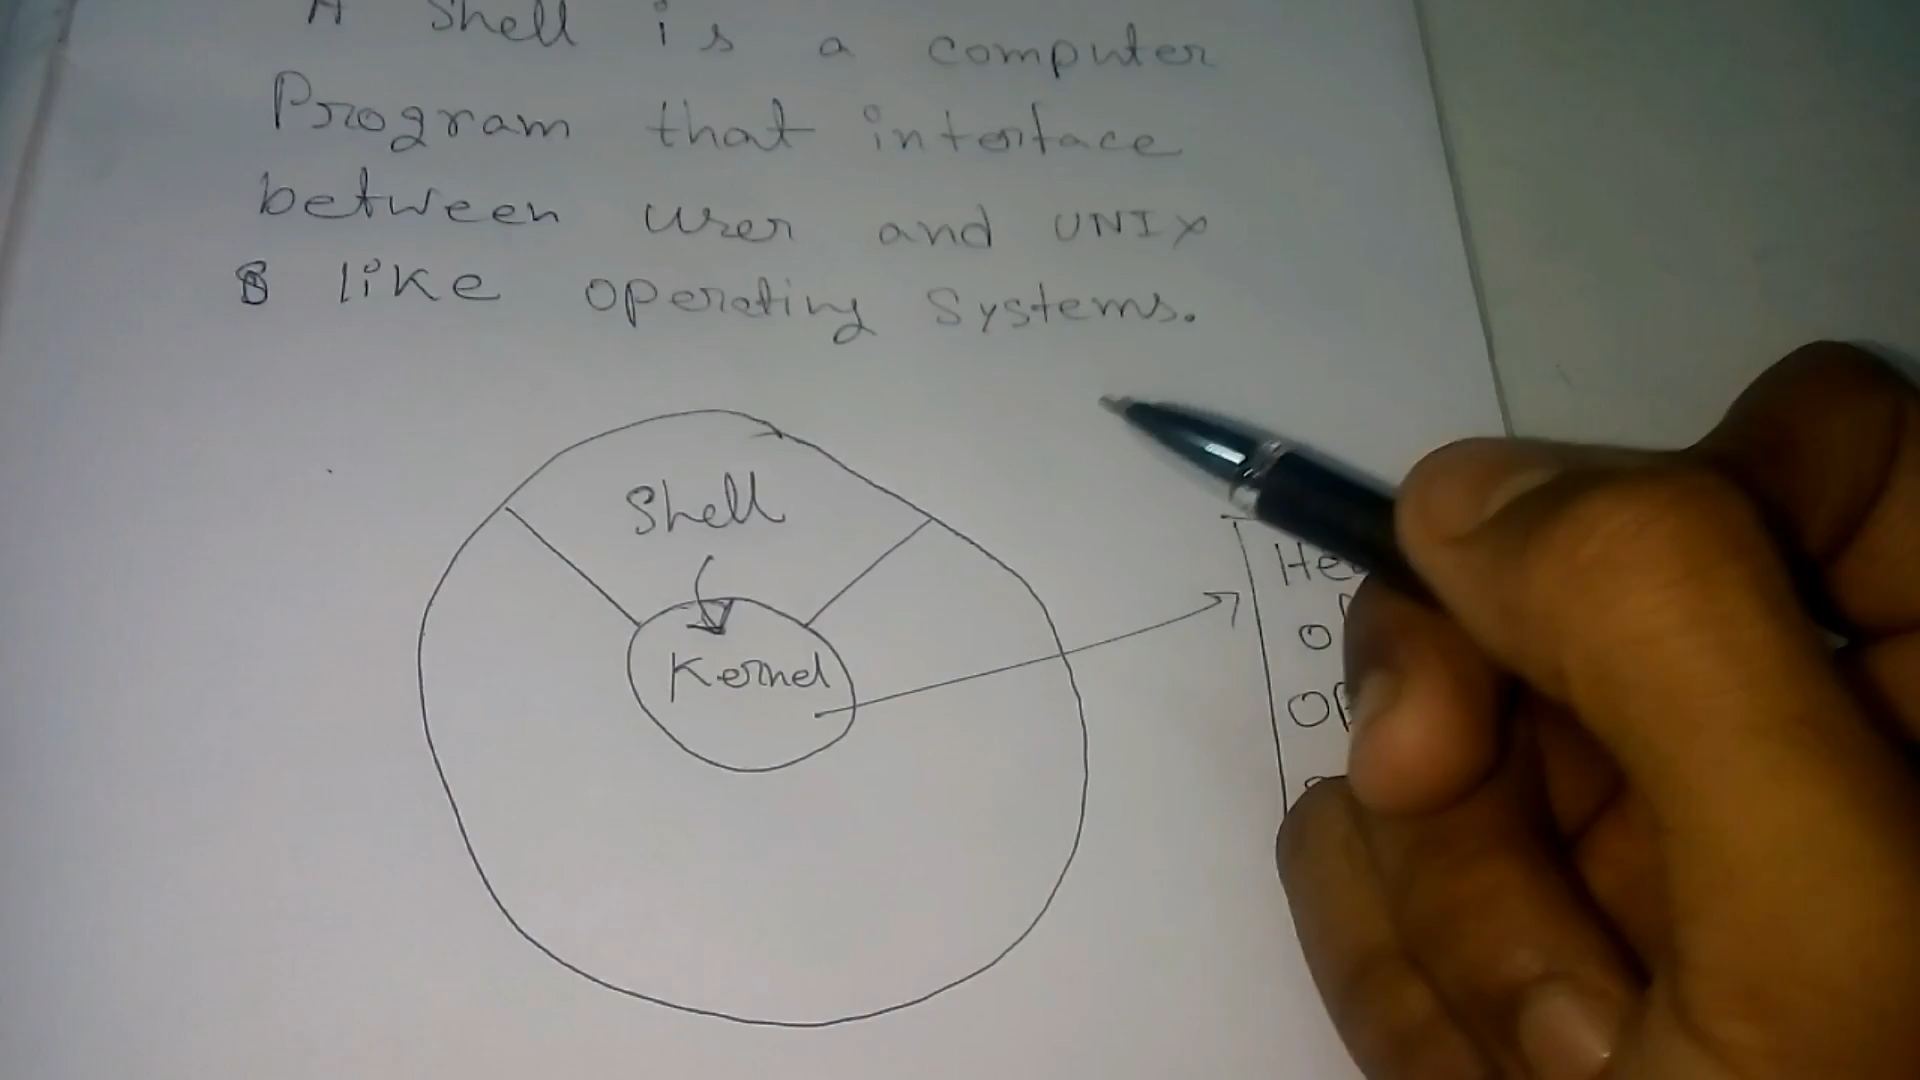 A Shell is a computer
Program that interface
between user and UNIX
like operating systems.
Shell
Kernel